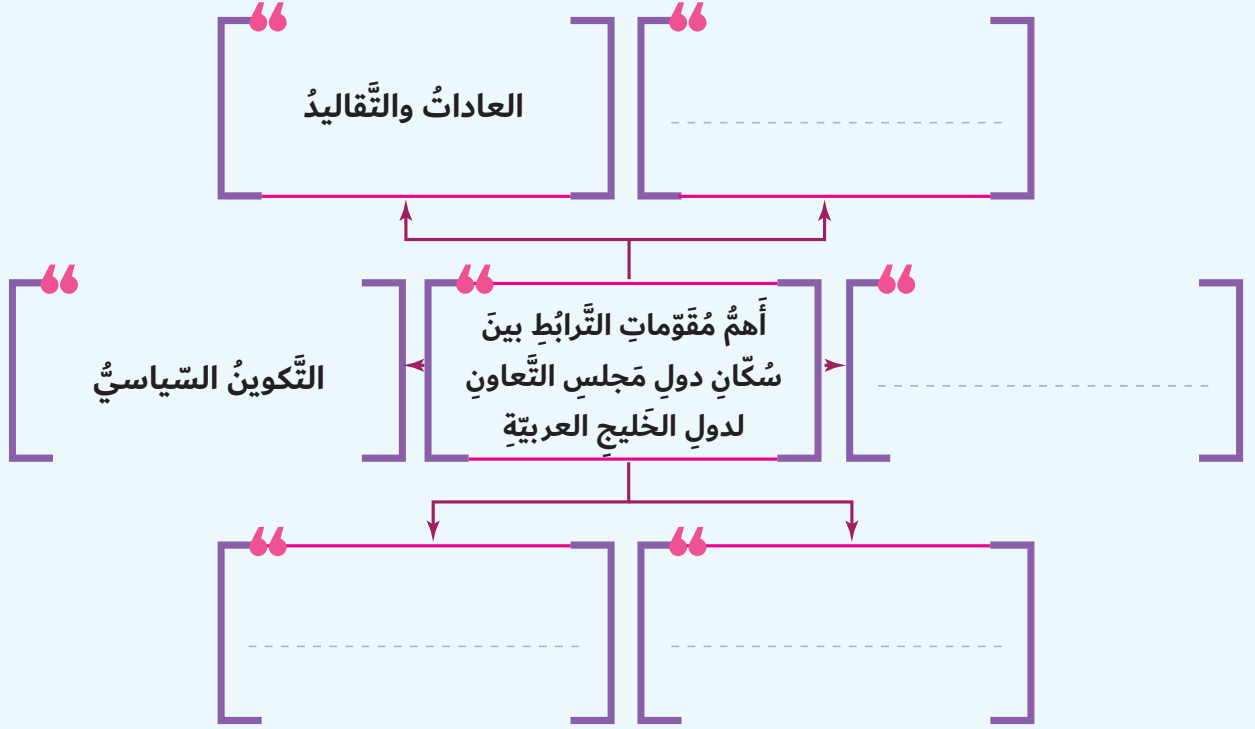 العاداتُ والتَّقاليدُ
أَهمُّ مُقَوّماتِ التَّرابُطِ بينَ
سُكّانِ دولِ مَجلسِ التَّعاونِ
لدولِ الخَليجِ العربيّةِ
التَّكوينُ السّياسيُّ